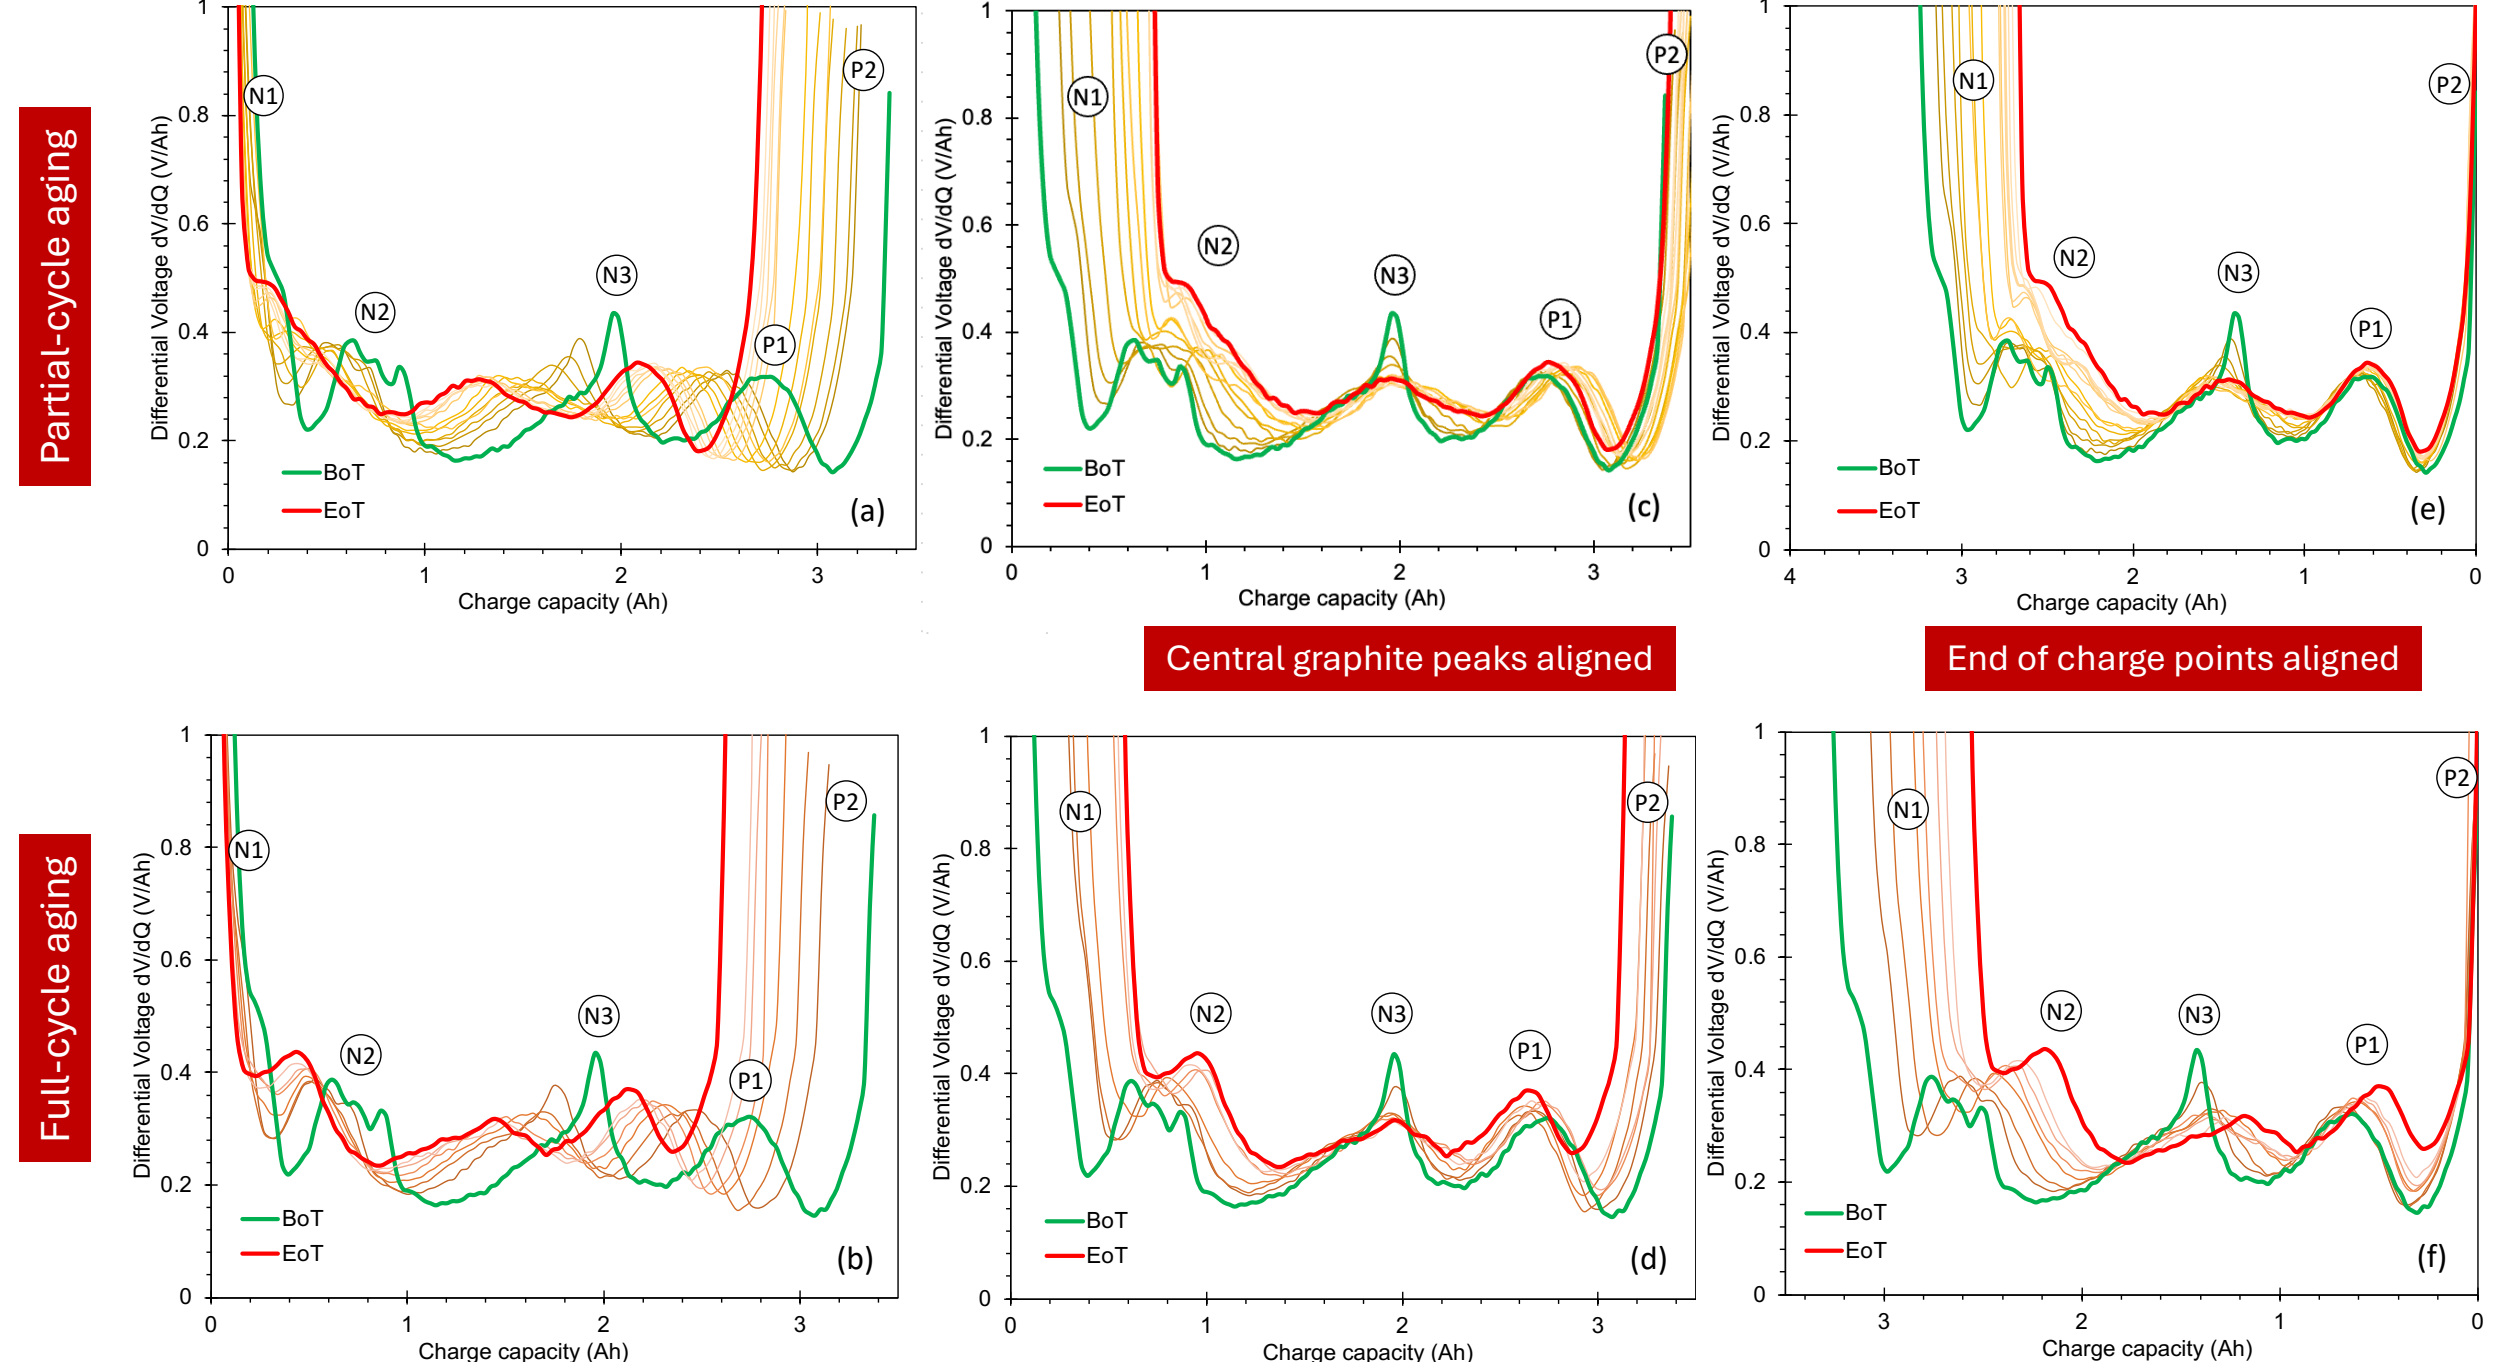 Partial-cycle aging
Differential Voltage dV/dQ (V/Ah)
1
0.8
0.6
0.4
0.2
0
N1
N2
N3
P1
P2
BoT
EoT
(a)
0 1 2 3
Charge capacity (Ah)
Differential Voltage dV/dQ (V/Ah)
1
0.8
0.6
0.4
0.2
0
N1
N2
N3
P1
P2
BoT
EoT
(c)
0 1 2 3
Charge capacity (Ah)
Differential Voltage dV/dQ (V/Ah)
1
0.8
0.6
0.4
0.2
0
N1
N2
N3
P1
P2
BoT
EoT
(e)
4 3 2 1 0
Charge capacity (Ah)
Central graphite peaks aligned
End of charge points aligned
Full-cycle aging
Differential Voltage dV/dQ (V/Ah)
1
0.8
0.6
0.4
0.2
0
N1
N2
N3
P1
P2
BoT
EoT
(b)
0 1 2 3
Charge capacity (Ah)
Differential Voltage dV/dQ (V/Ah)
1
0.8
0.6
0.4
0.2
0
N1
N2
N3
P1
P2
BoT
EoT
(d)
0 1 2 3
Charge capacity (Ah)
Differential Voltage dV/dQ (V/Ah)
1
0.8
0.6
0.4
0.2
0
N1
N2
N3
P1
P2
BoT
EoT
(f)
3 2 1 0
Charge capacity (Ah)